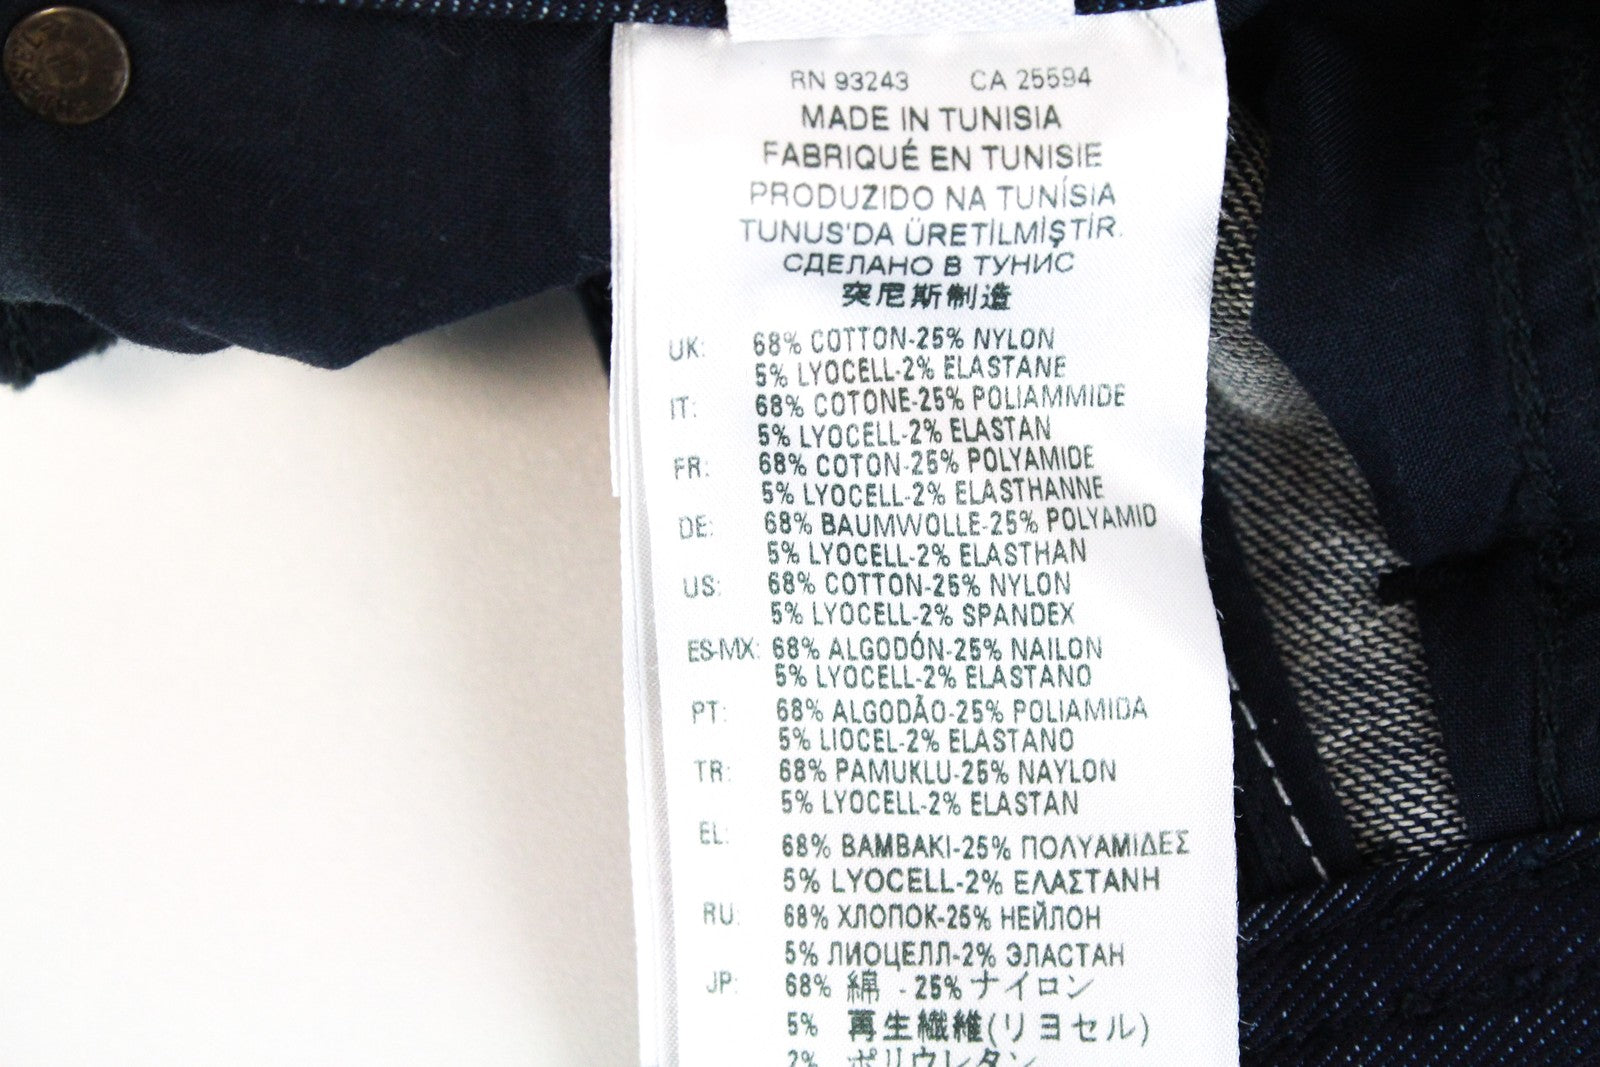 RN 93243 CA 25594
MADE IN TUNISIA
FABRIQUÉ EN TUNISIE
PRODUZIDO NA TUNÍSIA
TUNUS'DA ÜRETİLMİŞTİR.
СДЕЛАНО В ТУНИС
突尼斯制造
UK: 68% COTTON-25% NYLON
5% LYOCELL-2% ELASTANE
IT: 68% COTONE-25% POLIAMMIDE
5% LYOCELL-2% ELASTAN
FR: 68% COTON-25% POLYAMIDE
5% LYOCELL-2% ELASTHANNE
DE: 68% BAUMWOLLE-25% POLYAMID
5% LYOCELL-2% ELASTHAN
US: 68% COTTON-25% NYLON
5% LYOCELL-2% SPANDEX
ES-MX: 68% ALGODÓN-25% NAILON
5% LYOCELL-2% ELASTANO
PT: 68% ALGODÃO-25% POLIAMIDA
5% LIOCEL-2% ELASTANO
TR: 68% PAMUKLU-25% NAYLON
5% LYOCELL-2% ELASTAN
EL: 68% BAMBAKI-25% ΠΟΛΥΑΜΙΔΕΣ
5% LYOCELL-2% ΕΛΑΣΤΑΝΗ
RU: 68% ХЛОПОК-25% НЕЙЛОН
5% ЛИОЦЕЛЛ-2% ЭЛАСТАН
JP: 68% 綿 - 25% ナイロン
5% 再生繊維(リヨセル)
2% ポリウレタン